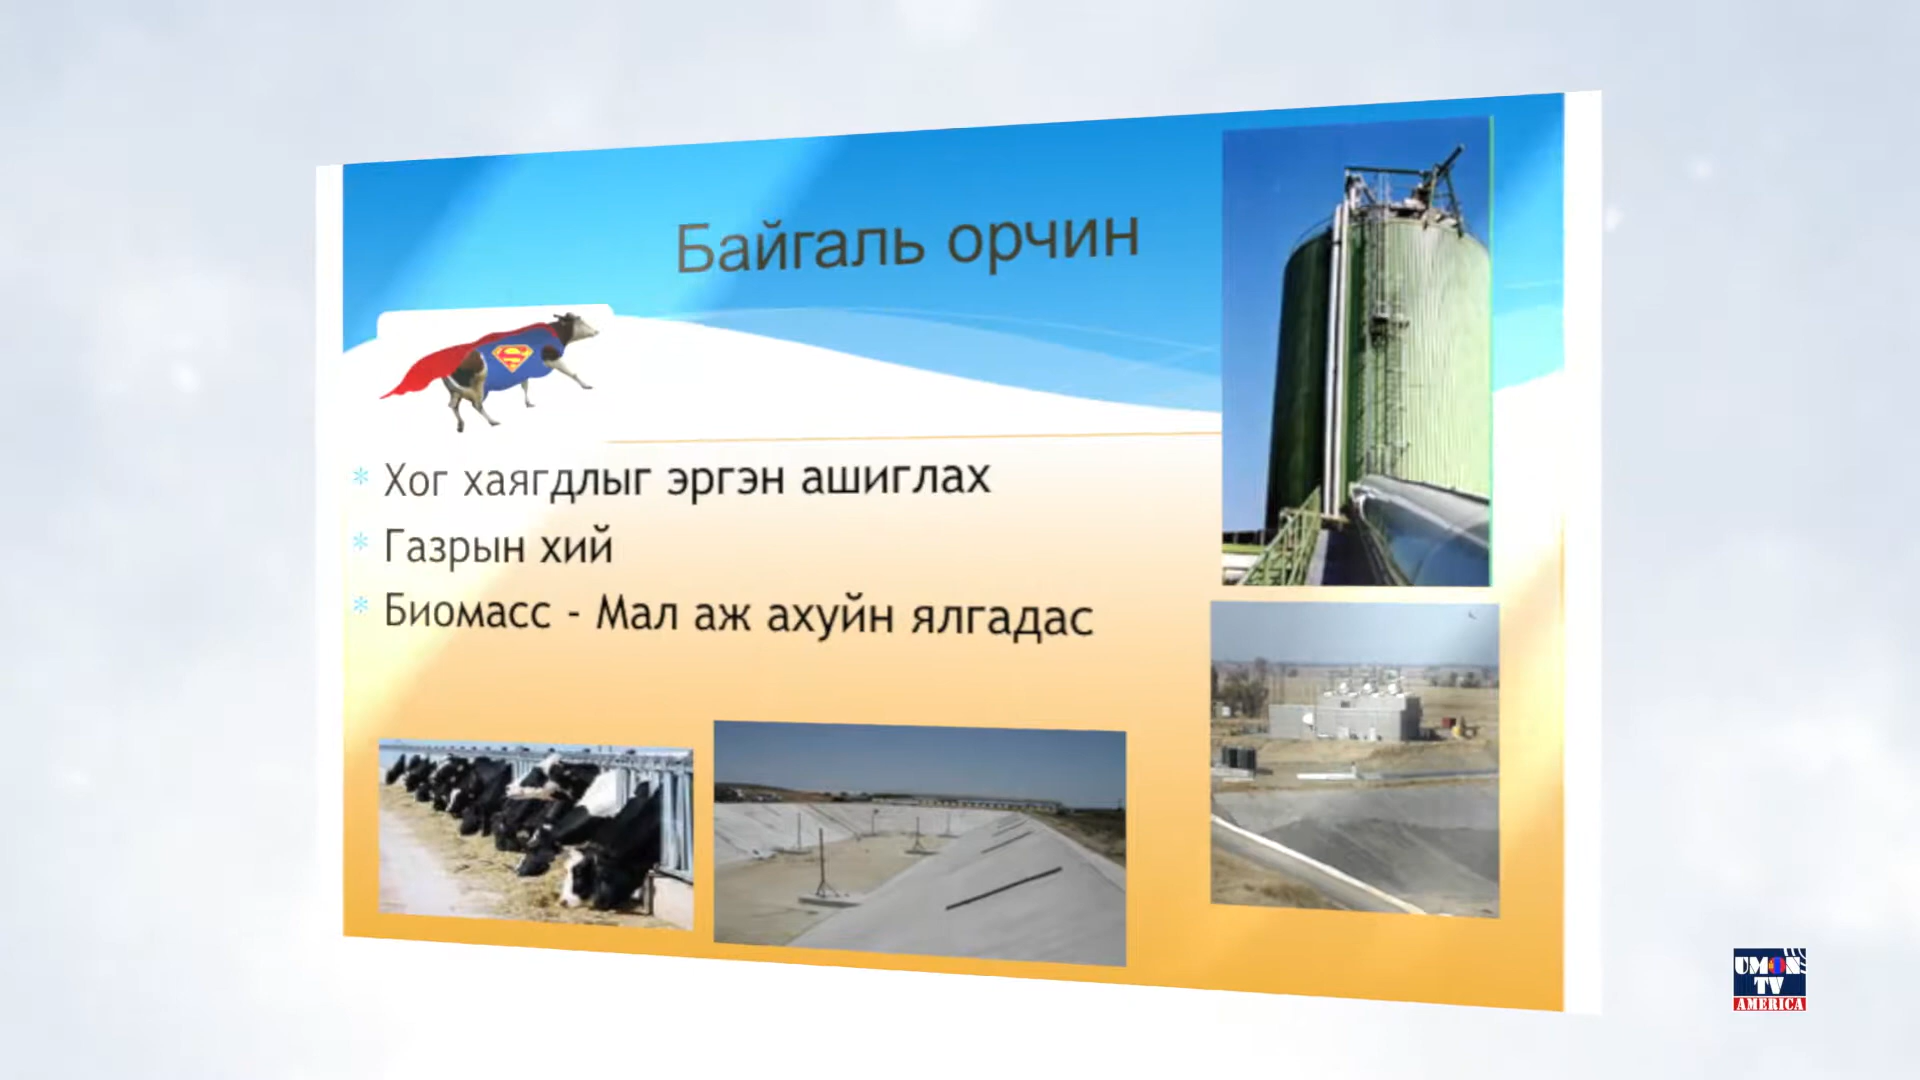 Байгаль орчин
Хог хаягдлыг эргэн ашиглах
Газрын хий
Биомасс - Мал аж ахуйн ялгадас
UMON
TV
AMERICA